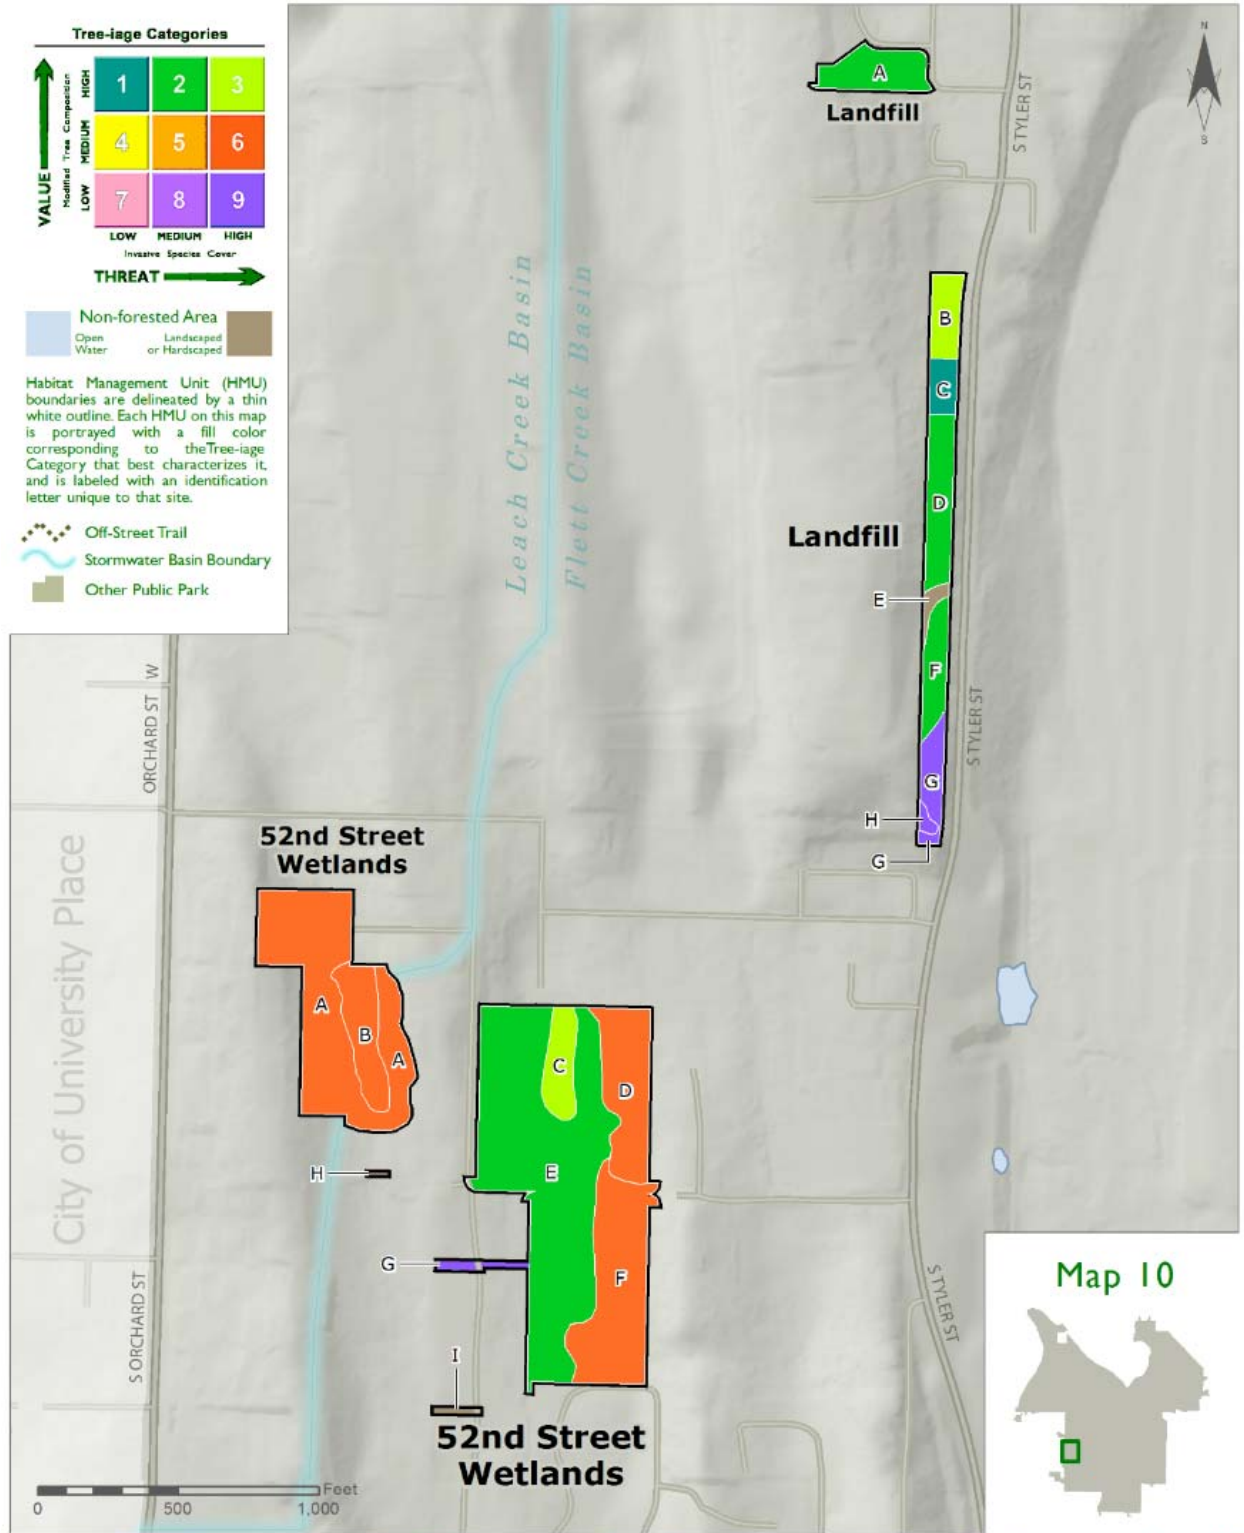 Tree-iage Categories
VALUE
Modified Tree Composition
HIGH
MEDIUM
LOW
1 2 3
4 5 6
7 8 9
LOW MEDIUM HIGH
Invasive Species Cover
THREAT
Non-forested Area
Open
Water
Landscaped
or Hardscaped
Habitat Management Unit (HMU)
boundaries are delineated by a thin
white outline. Each HMU on this map
is portrayed with a fill color
corresponding to theTree-iage
Category that best characterizes it,
and is labeled with an identification
letter unique to that site.
Off-Street Trail
Stormwater Basin Boundary
Other Public Park
N
S
A
Landfill
S TYLER ST
Leach Creek Basin
Flett Creek Basin
B
C
D
Landfill
E
F
S TYLER ST
G
H
G
ORCHARD ST W
52nd Street
Wetlands
City of University Place
A
B
A
C
D
E
H
G
F
S ORCHARD ST
I
S TYLER ST
52nd Street
Wetlands
Feet
0 500 1,000
Map 10